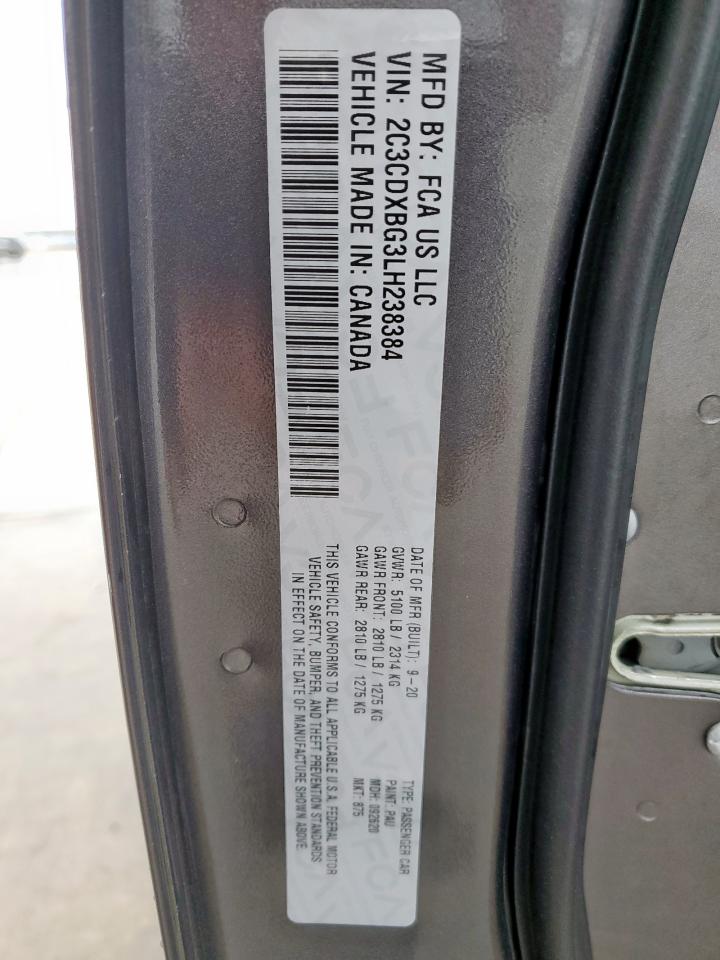 MFD BY: FCA US LLC
VIN: 2C3CDXBG3LH238384
VEHICLE MADE IN: CANADA
DATE OF MFR (BUILT): 9-20
GVWR: 5100 LB / 2314 KG
GAWR FRONT: 2810 LB / 1275 KG
GAWR REAR: 2810 LB / 1275 KG
THIS VEHICLE CONFORMS TO ALL APPLICABLE U.S.A. FEDERAL MOTOR
VEHICLE SAFETY, BUMPER, AND THEFT PREVENTION STANDARDS
IN EFFECT ON THE DATE OF MANUFACTURE SHOWN ABOVE.
TYPE: PASSENGER CAR
PAINT: PAU
MDH: 092620
MKT: 875